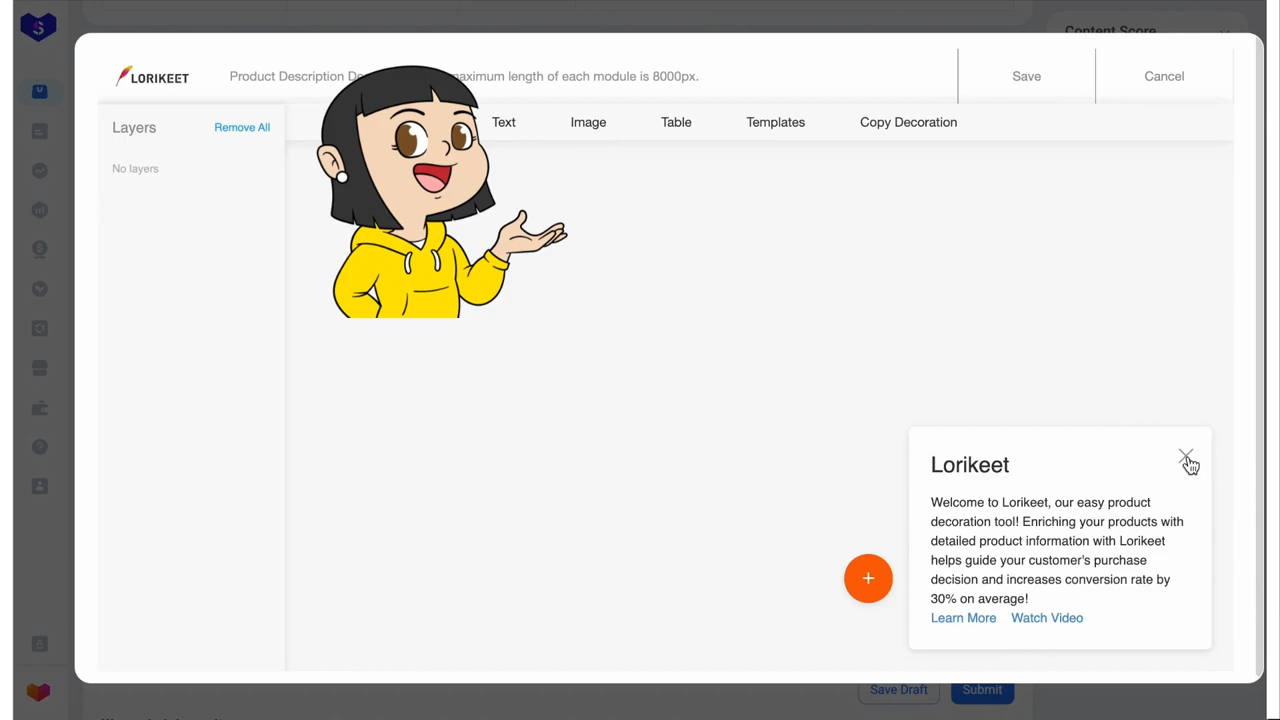 Content Score
LORIKEET
Product Description De
maximum length of each module is 8000px.
Save
Cancel
Layers
Remove All
Text
Image
Table
Templates
Copy Decoration
No layers
Lorikeet
Welcome to Lorikeet, our easy product
decoration tool! Enriching your products with
detailed product information with Lorikeet
helps guide your customer's purchase
decision and increases conversion rate by
30% on average!
Learn More
Watch Video
+
Save Draft
Submit